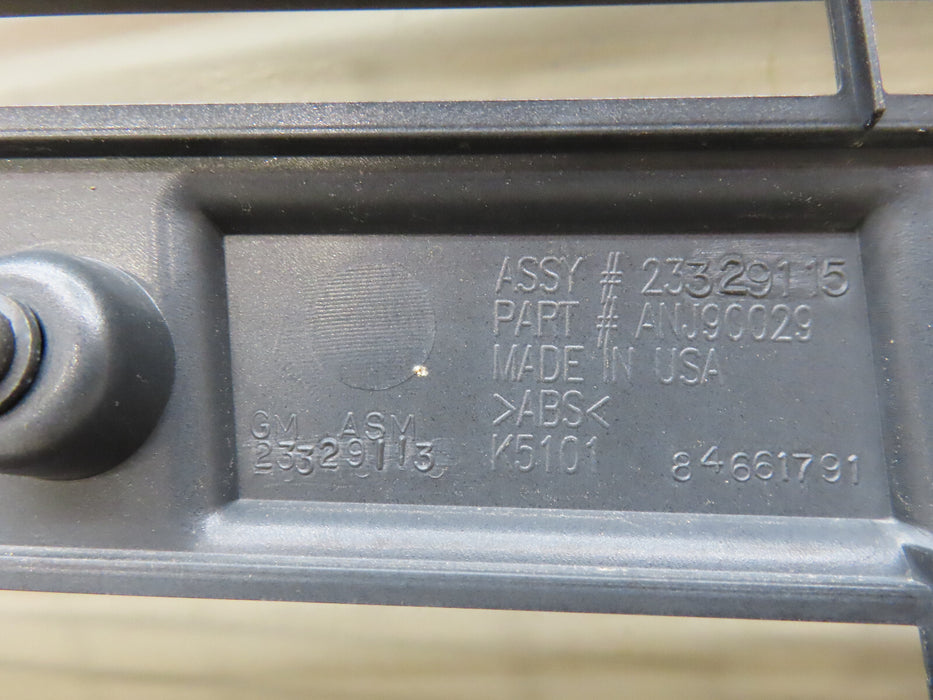 ASSY # 23329115
PART # ANJ90029
MADE IN USA
>ABS<
K5101
GM ASM
23329113
84661791